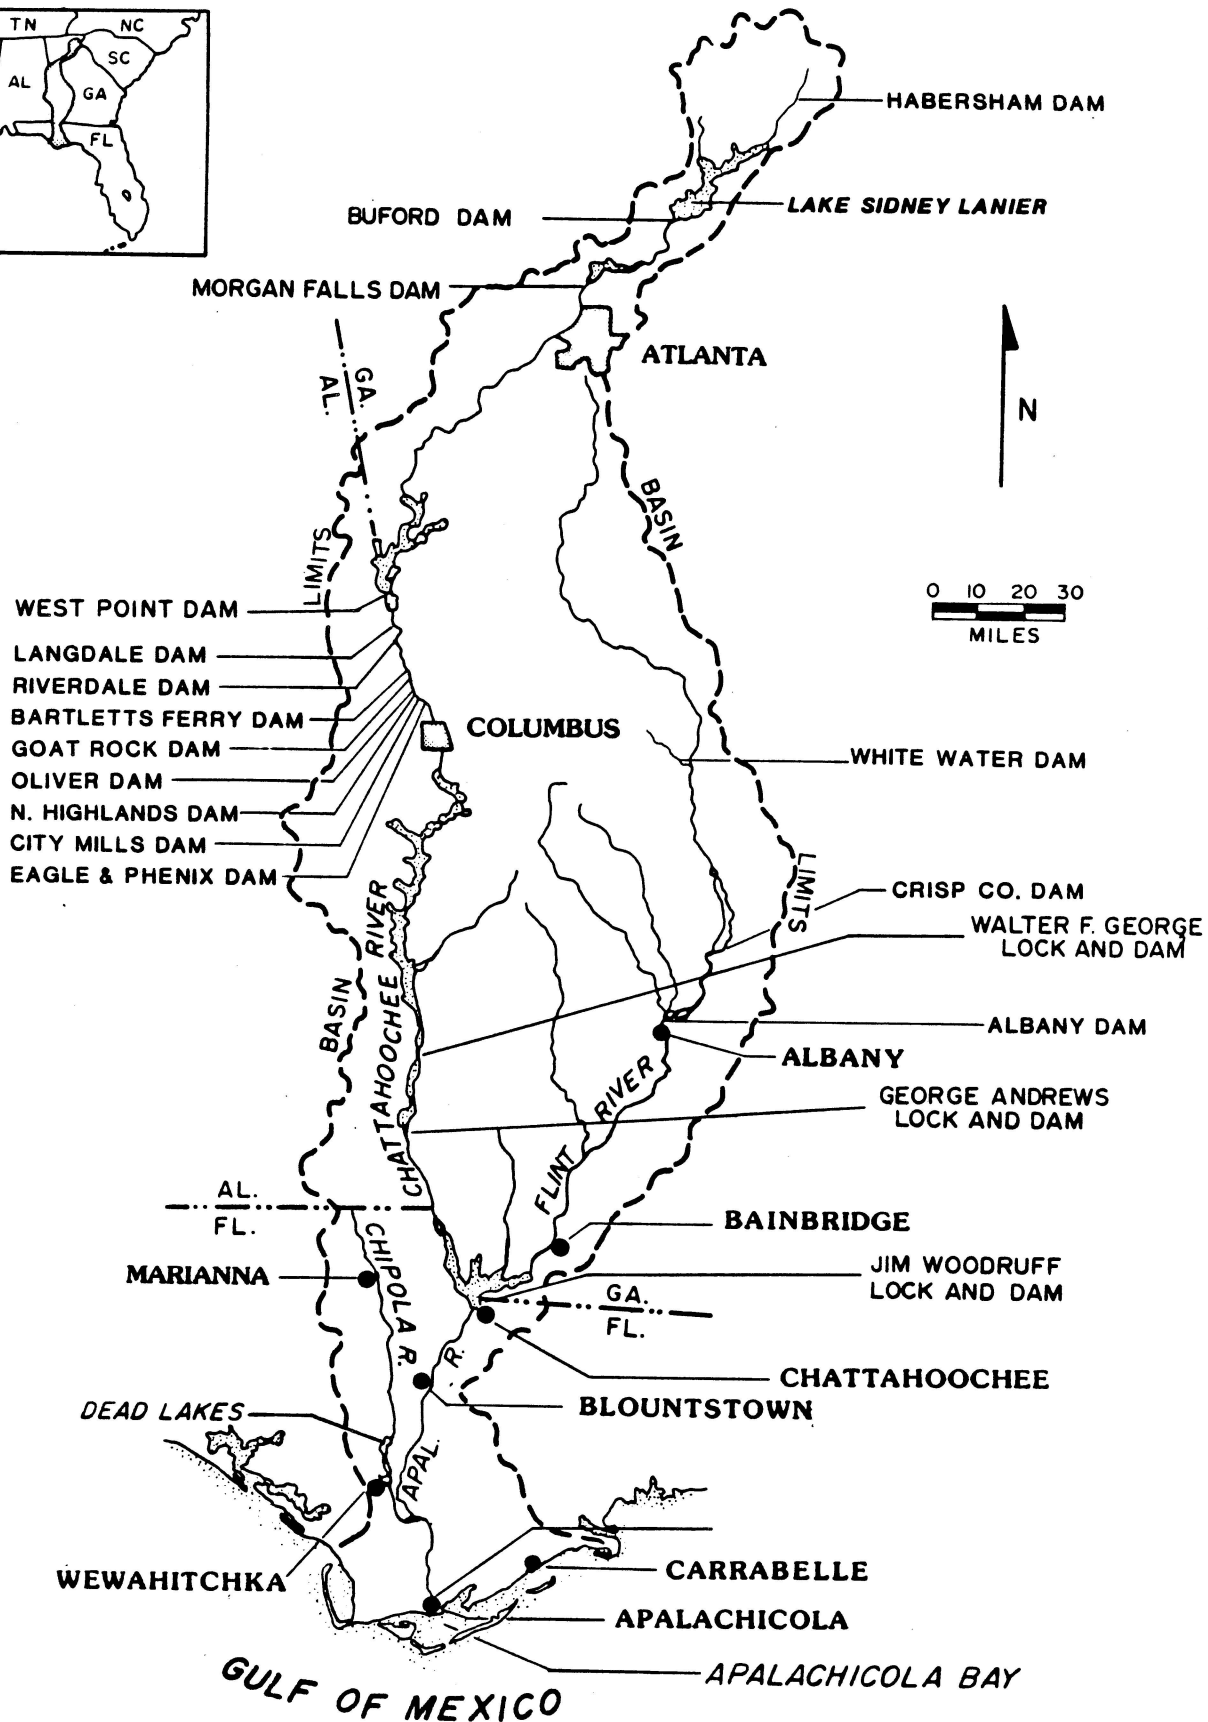 TN
NC
SC
AL
GA
FL
HABERSHAM DAM
LAKE SIDNEY LANIER
BUFORD DAM
MORGAN FALLS DAM
ATLANTA
GA.
AL.
N
BASIN
LIMITS
0 10 20 30
MILES
WEST POINT DAM
LANGDALE DAM
RIVERDALE DAM
BARTLETTS FERRY DAM
GOAT ROCK DAM
OLIVER DAM
N. HIGHLANDS DAM
CITY MILLS DAM
EAGLE & PHENIX DAM
COLUMBUS
WHITE WATER DAM
LIMITS
CRISP CO. DAM
WALTER F. GEORGE
LOCK AND DAM
CHATTAHOOCHEE RIVER
BASIN
ALBANY DAM
ALBANY
GEORGE ANDREWS
LOCK AND DAM
FLINT RIVER
AL.
FL.
BAINBRIDGE
MARIANNA
CHIPOLA R.
JIM WOODRUFF
LOCK AND DAM
GA.
FL.
CHATTAHOOCHEE
BLOUNTSTOWN
APAL. R.
DEAD LAKES
WEWAHITCHKA
CARRABELLE
APALACHICOLA
APALACHICOLA BAY
GULF OF MEXICO